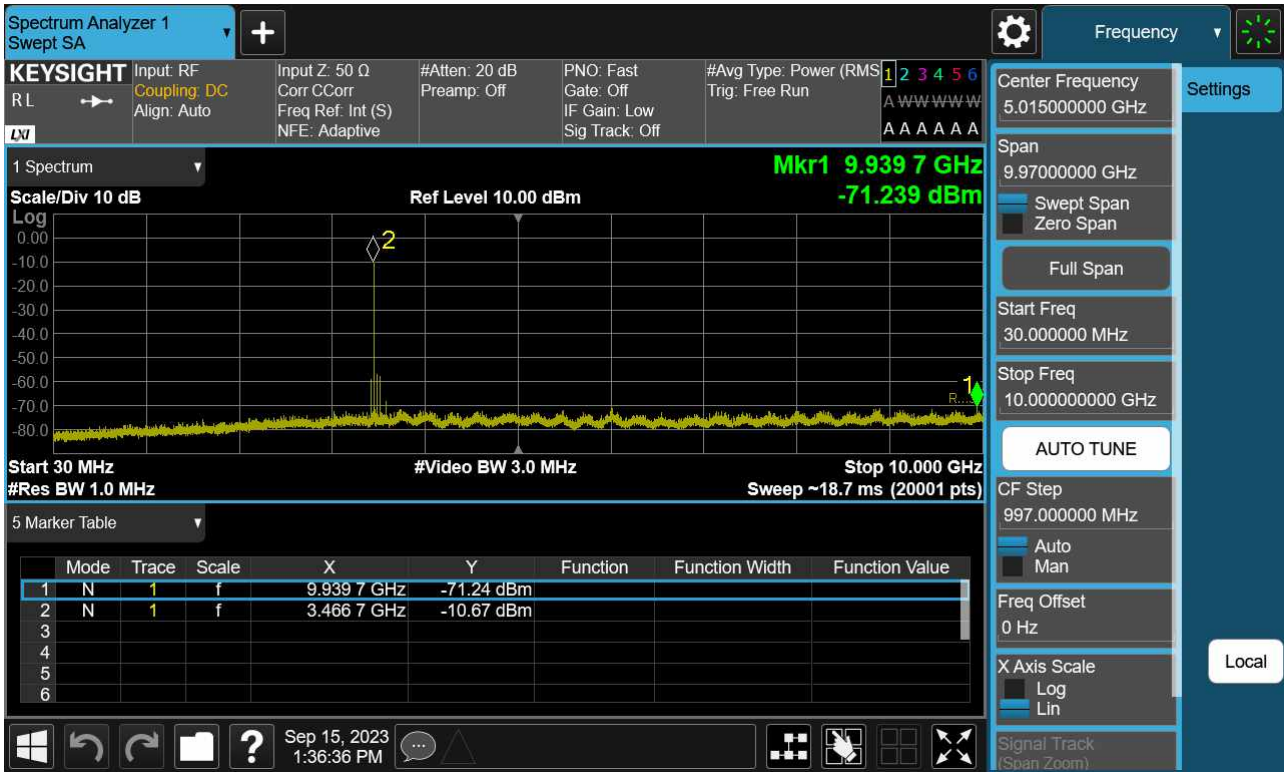 Spectrum Analyzer 1
Swept SA
Frequency
KEYSIGHT
R L
LXI
Input: RF
Coupling: DC
Align: Auto
Input Z: 50 Ω
Corr CCorr
Freq Ref: Int (S)
NFE: Adaptive
#Atten: 20 dB
Preamp: Off
PNO: Fast
Gate: Off
IF Gain: Low
Sig Track: Off
#Avg Type: Power (RMS
Trig: Free Run
1 2 3 4 5 6
A W W W W W
A A A A A A
1 Spectrum
Mkr1 9.939 7 GHz
-71.239 dBm
Scale/Div 10 dB
Ref Level 10.00 dBm
Log
0.00
-10.0
-20.0
-30.0
-40.0
-50.0
-60.0
-70.0
-80.0
2
1
Start 30 MHz
#Video BW 3.0 MHz
Stop 10.000 GHz
#Res BW 1.0 MHz
Sweep ~18.7 ms (20001 pts)
5 Marker Table
Mode Trace Scale X Y Function Function Width Function Value
1 N 1 f 9.939 7 GHz -71.24 dBm
2 N 1 f 3.466 7 GHz -10.67 dBm
3
4
5
6
Sep 15, 2023
1:36:36 PM
Center Frequency
5.015000000 GHz
Span
9.97000000 GHz
Swept Span
Zero Span
Full Span
Start Freq
30.000000 MHz
Stop Freq
10.000000000 GHz
AUTO TUNE
CF Step
997.000000 MHz
Auto
Man
Freq Offset
0 Hz
X Axis Scale
Log
Lin
Signal Track
(Span Zoom)
Settings
Local